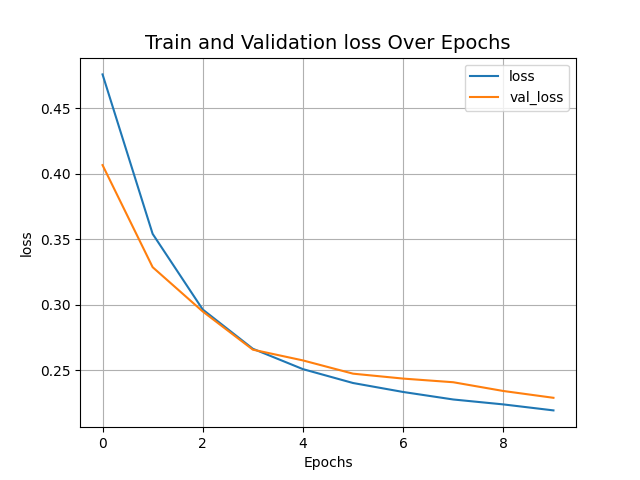 Train and Validation loss Over Epochs
loss
val_loss
0.45
0.40
0.35
0.30
0.25
loss
0 2 4 6 8
Epochs